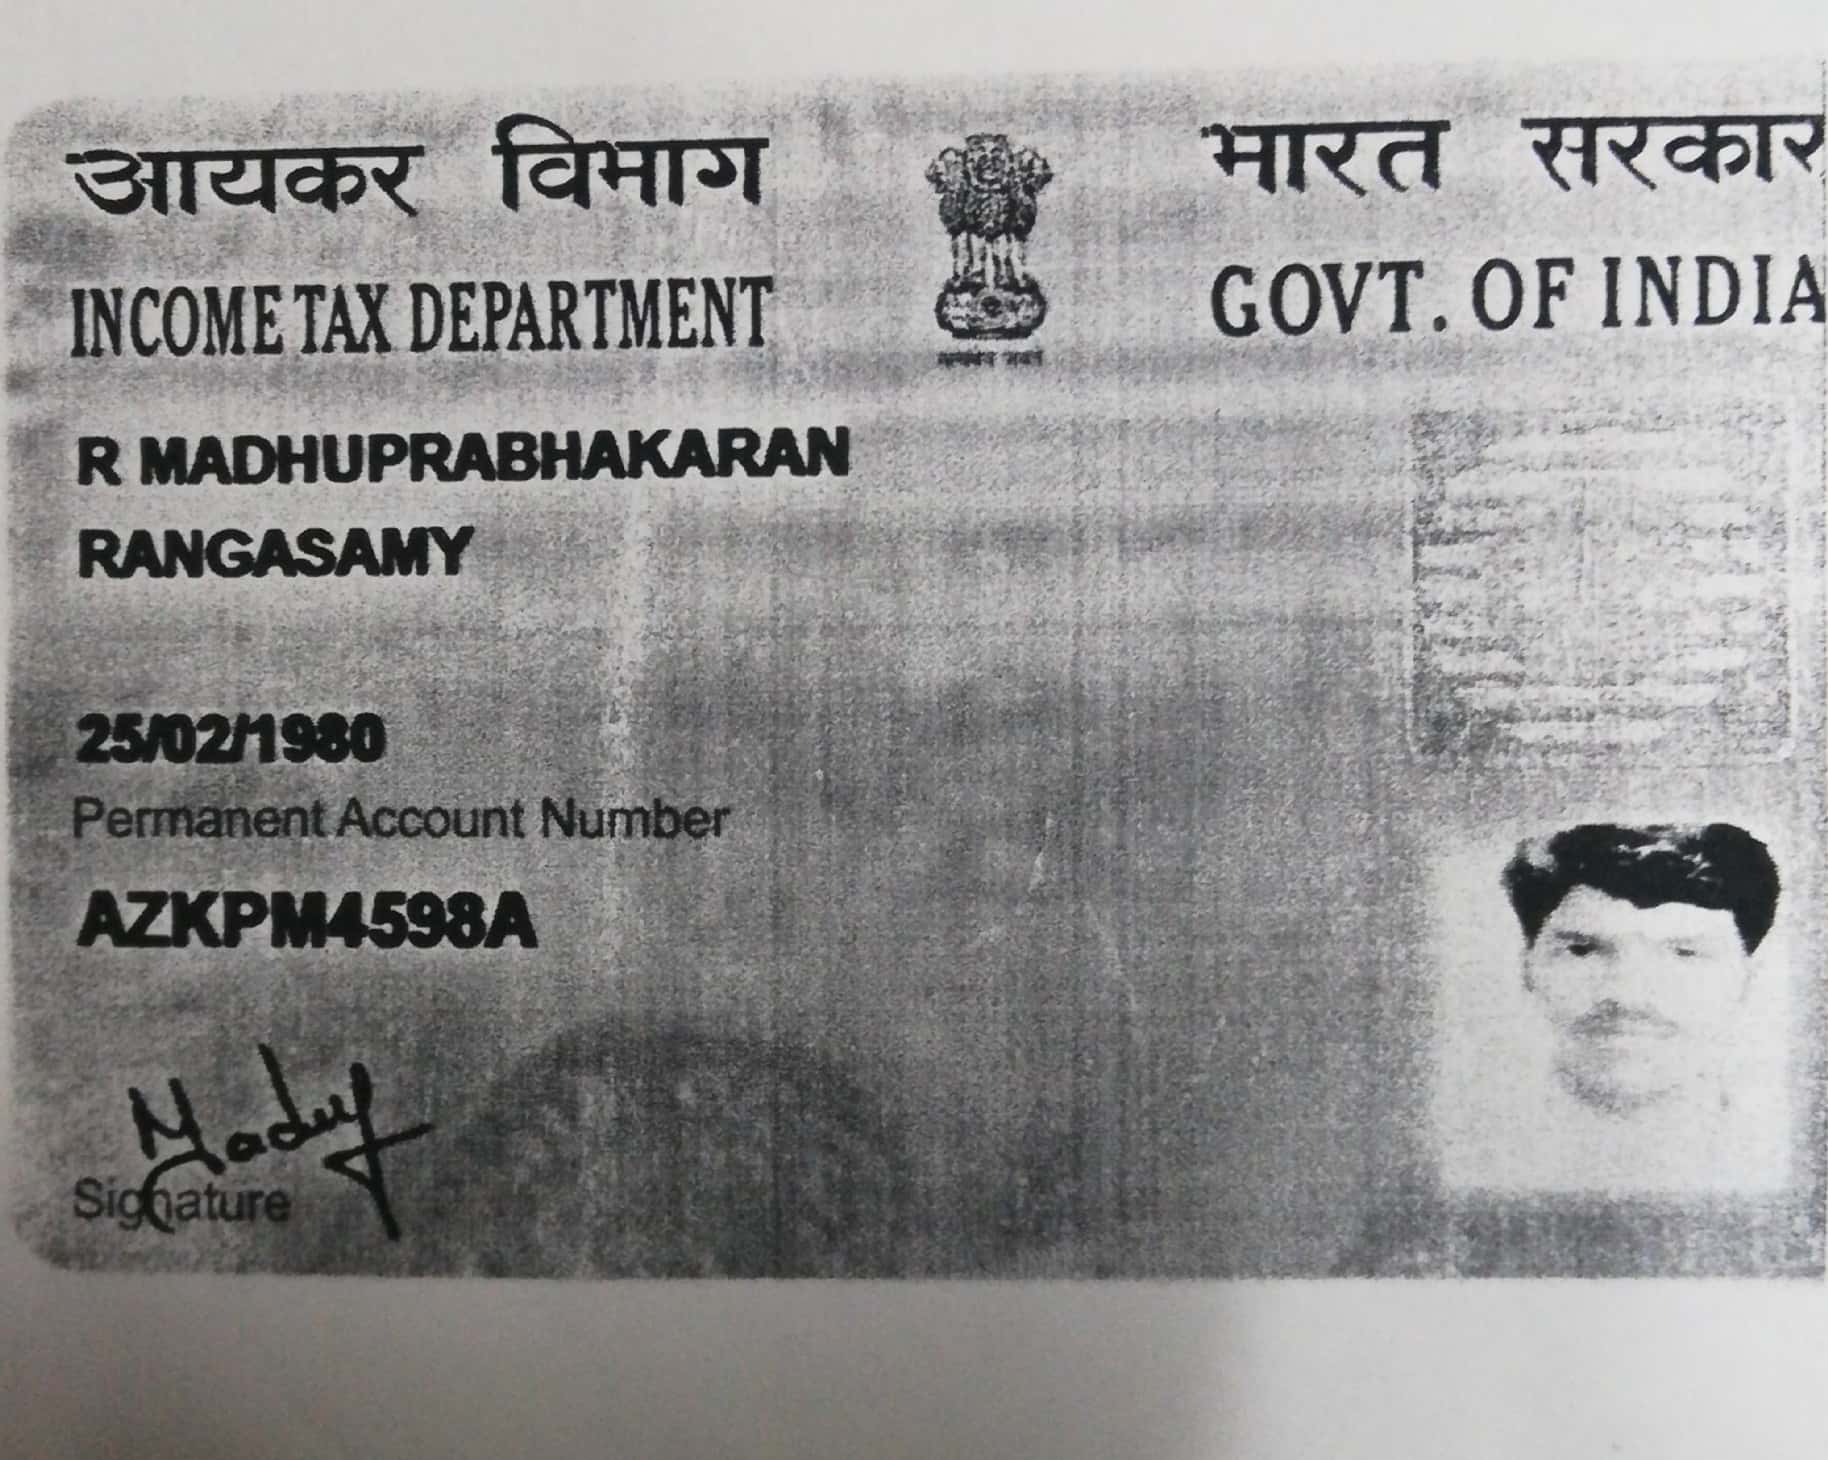 आयकर विभाग
INCOME TAX DEPARTMENT
भारत सरकार
GOVT. OF INDIA
R MADHUPRABHAKARAN
RANGASAMY
25/02/1980
Permanent Account Number
AZKPM4598A
Madhu
Signature